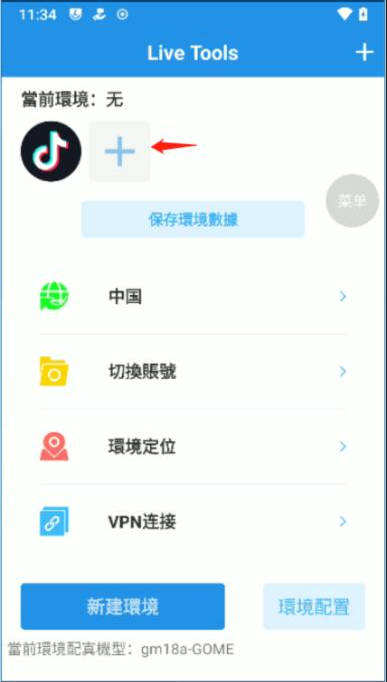 11:34
Live Tools
當前環境：无
菜单
保存環境數據
中国
切換賬號
環境定位
VPN连接
新建環境
環境配置
當前環境配真機型：gm18a-GOME